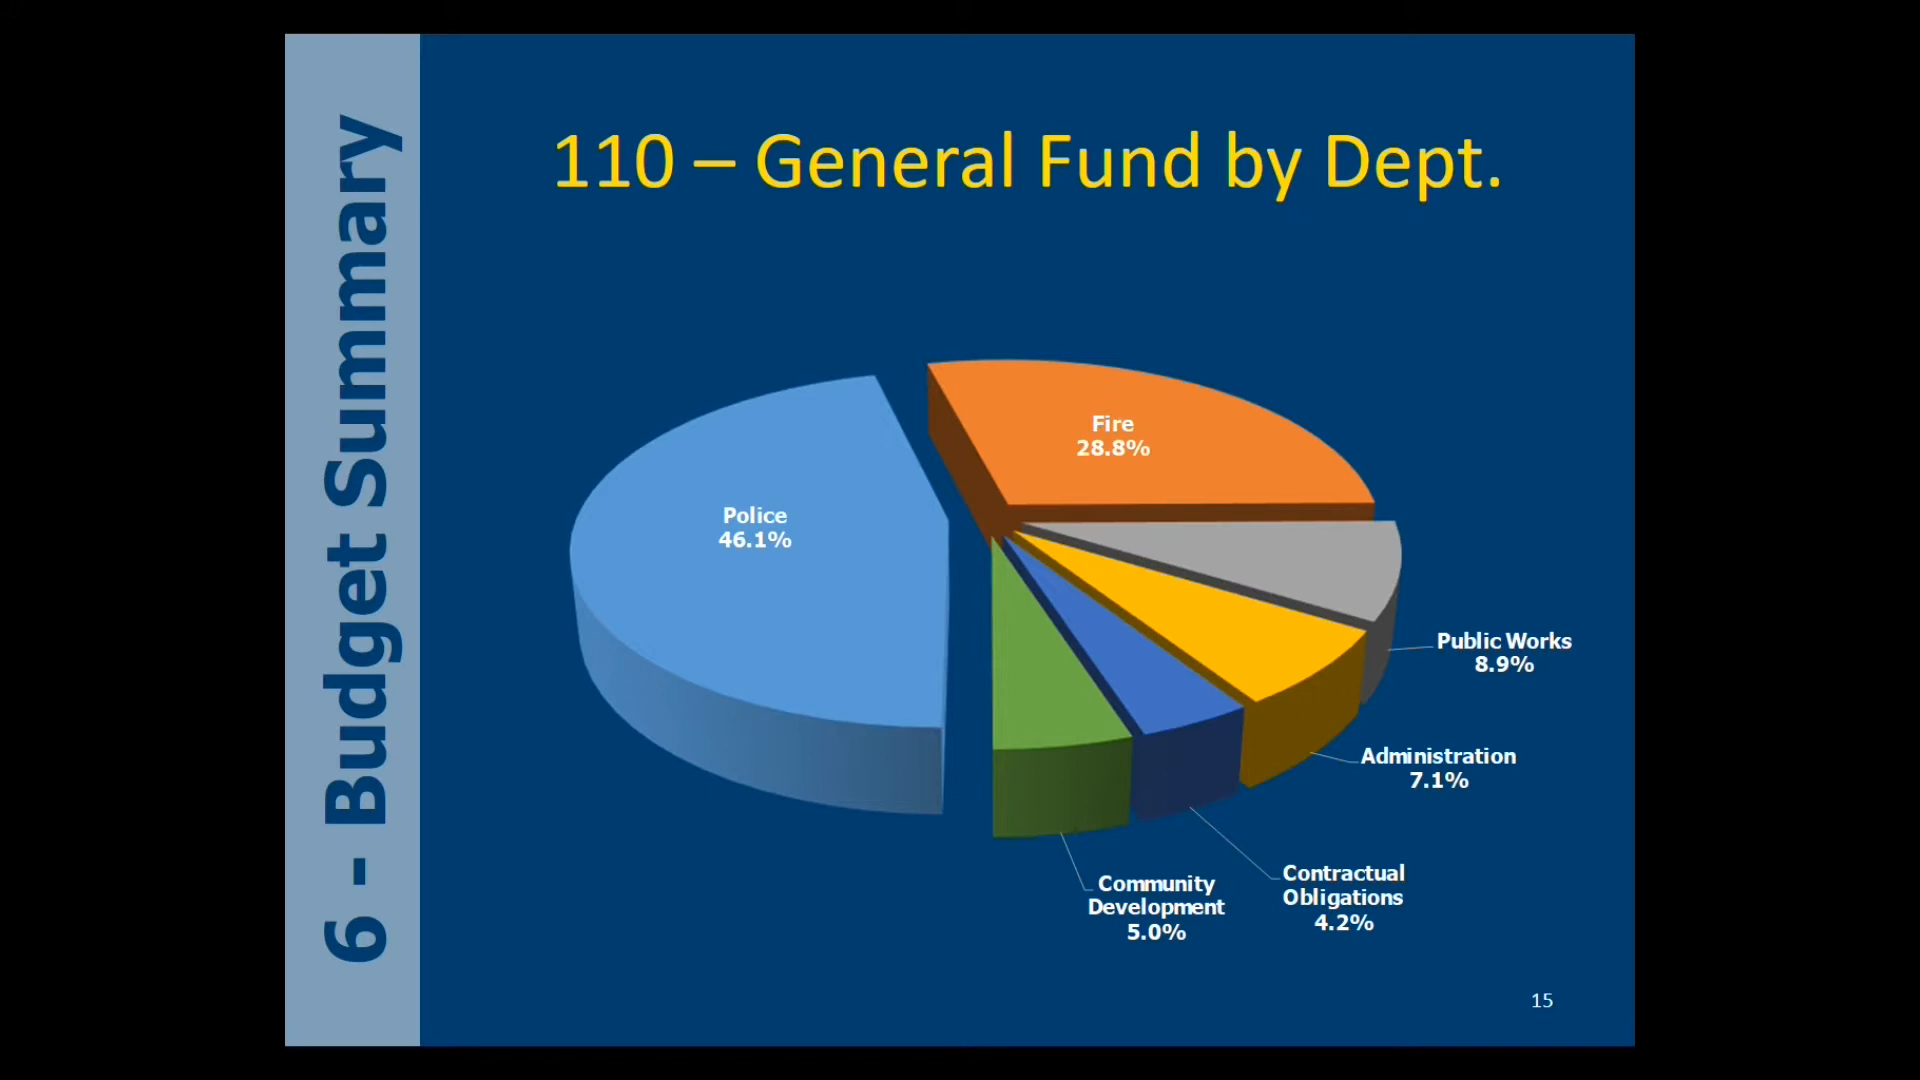 6 - Budget Summary
110 – General Fund by Dept.
Fire
28.8%
Police
46.1%
Public Works
8.9%
Administration
7.1%
Contractual
Obligations
4.2%
Community
Development
5.0%
15